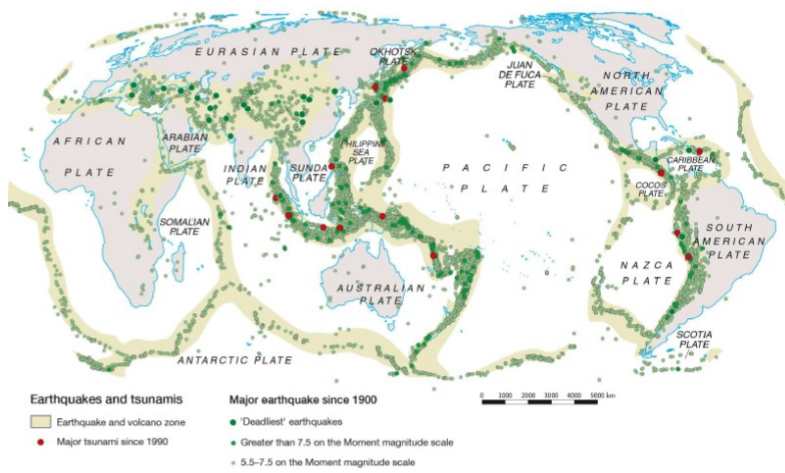 EURASIAN PLATE
OKHOTSK
PLATE
JUAN
DE FUCA
PLATE
NORTH
AMERICAN
PLATE
AFRICAN
PLATE
ARABIAN
PLATE
INDIAN
PLATE
SUNDA
PLATE
PHILIPPINE
SEA
PLATE
PACIFIC
PLATE
CARIBBEAN
PLATE
COCOS
PLATE
SOMALIAN
PLATE
SOUTH
AMERICAN
PLATE
NAZCA
PLATE
AUSTRALIAN
PLATE
SCOTIA
PLATE
ANTARCTIC PLATE
Earthquakes and tsunamis
Earthquake and volcano zone
Major tsunami since 1990
Major earthquake since 1900
'Deadliest' earthquakes
Greater than 7.5 on the Moment magnitude scale
5.5–7.5 on the Moment magnitude scale
0 1000 2000 3000 4000 5000 km